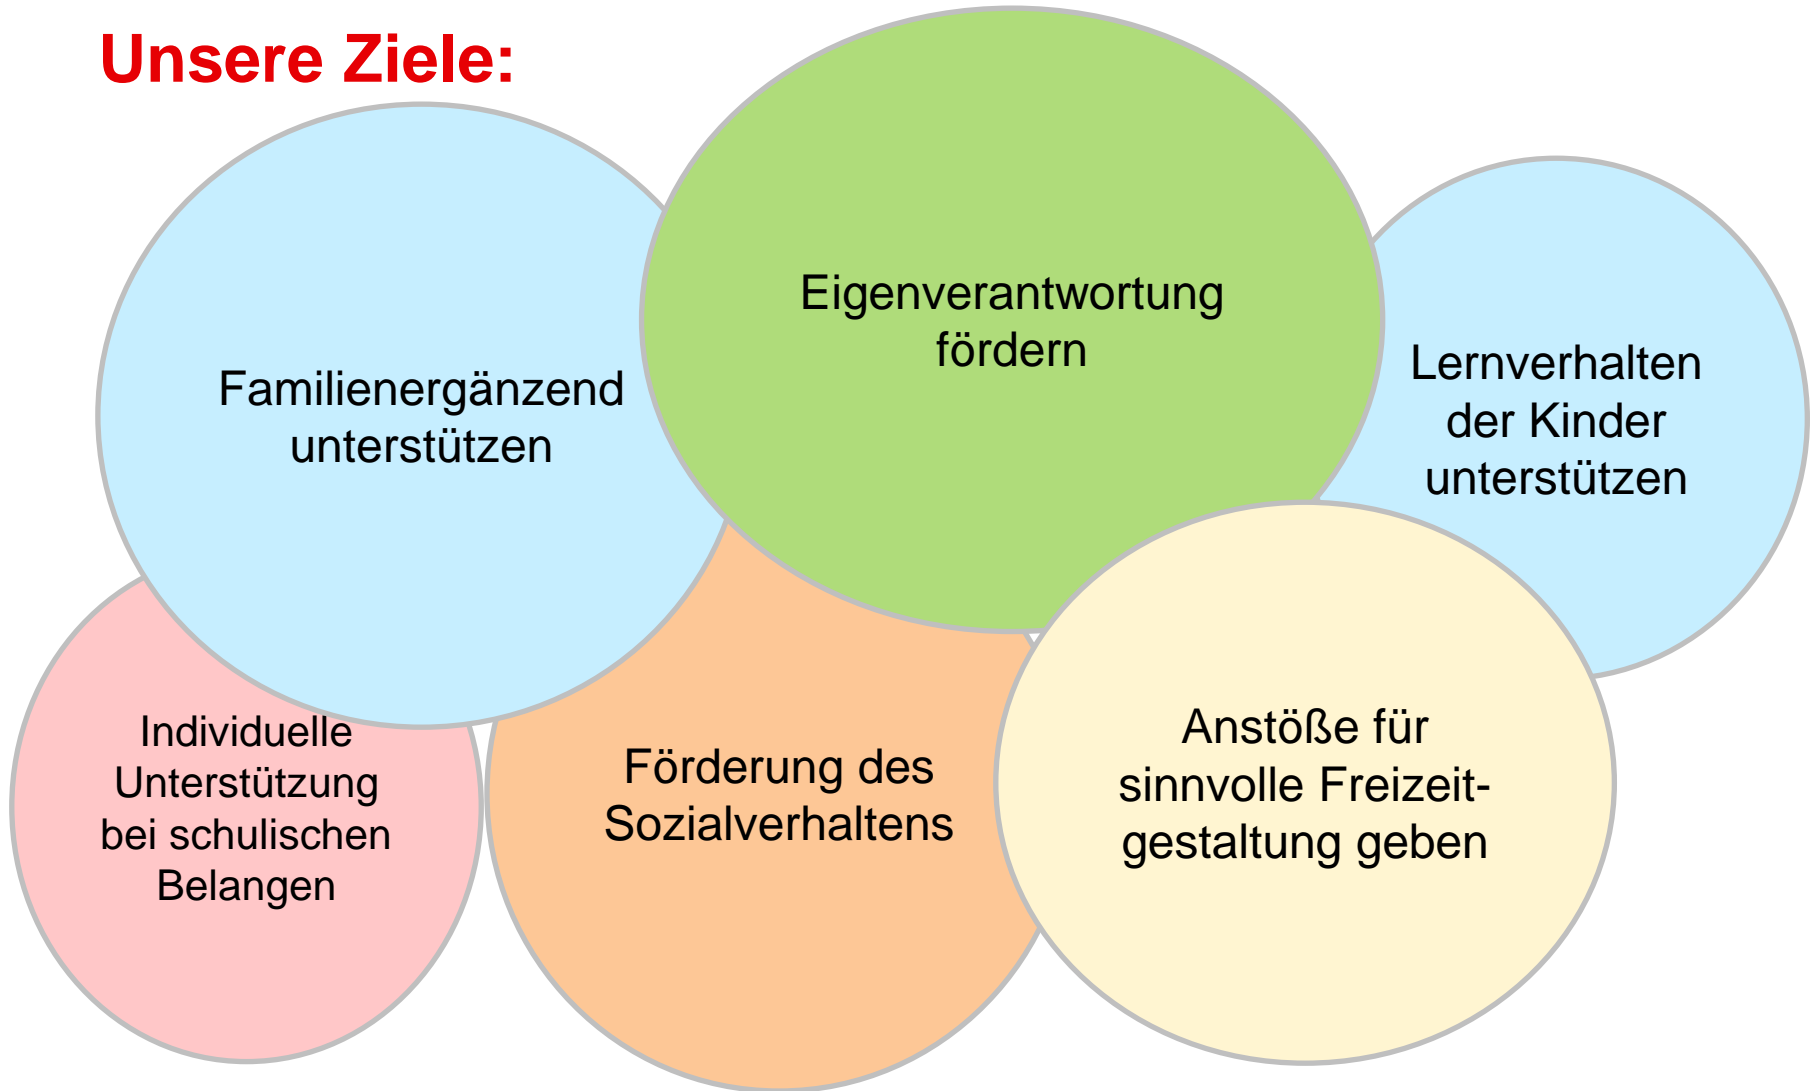 Unsere Ziele:
Familienergänzend
unterstützen
Eigenverantwortung
fördern
Lernverhalten
der Kinder
unterstützen
Individuelle
Unterstützung
bei schulischen
Belangen
Förderung des
Sozialverhaltens
Anstöße für
sinnvolle Freizeit-
gestaltung geben